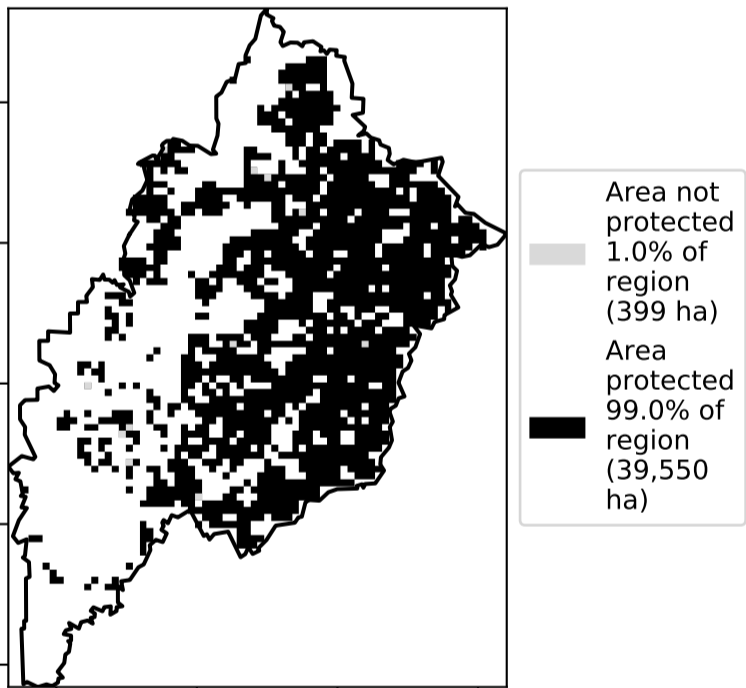 Area not
protected
1.0% of
region
(399 ha)
Area
protected
99.0% of
region
(39,550
ha)